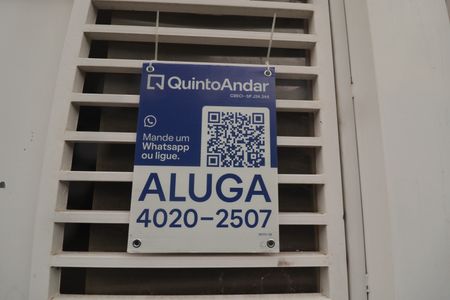 QuintoAndar
Mande um
Whatsapp
ou ligue.
ALUGA
4020-2507